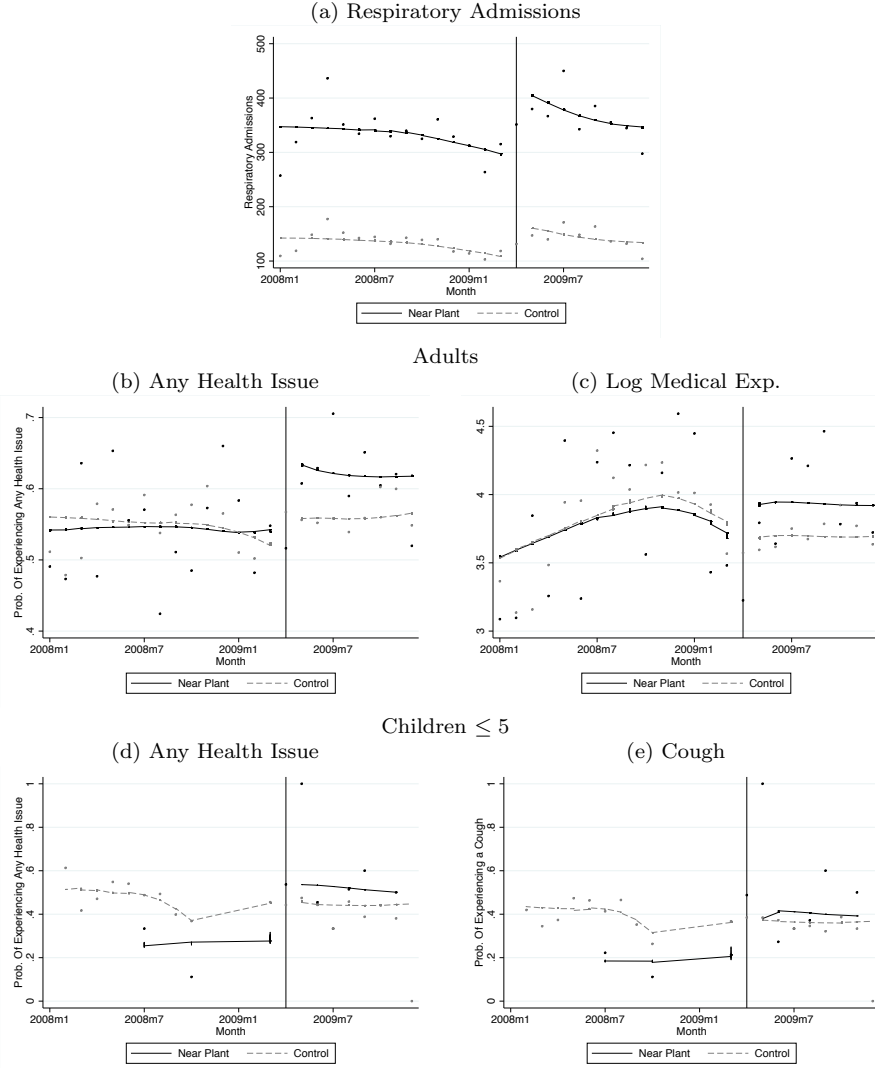 (a) Respiratory Admissions
500
400
300
200
100
Respiratory Admissions
2008m1 2008m7 2009m1 2009m7
Month
Near Plant Control
Adults
(b) Any Health Issue
.7
.6
.5
.4
Prob. Of Experiencing Any Health Issue
2008m1 2008m7 2009m1 2009m7
Month
Near Plant Control
(c) Log Medical Exp.
4.5
4
3.5
3
2008m1 2008m7 2009m1 2009m7
Month
Near Plant Control
Children ≤ 5
(d) Any Health Issue
1
.8
.6
.4
.2
0
Prob. Of Experiencing Any Health Issue
2008m1 2008m7 2009m1 2009m7
Month
Near Plant Control
(e) Cough
1
.8
.6
.4
.2
0
Prob. Of Experiencing a Cough
2008m1 2008m7 2009m1 2009m7
Month
Near Plant Control